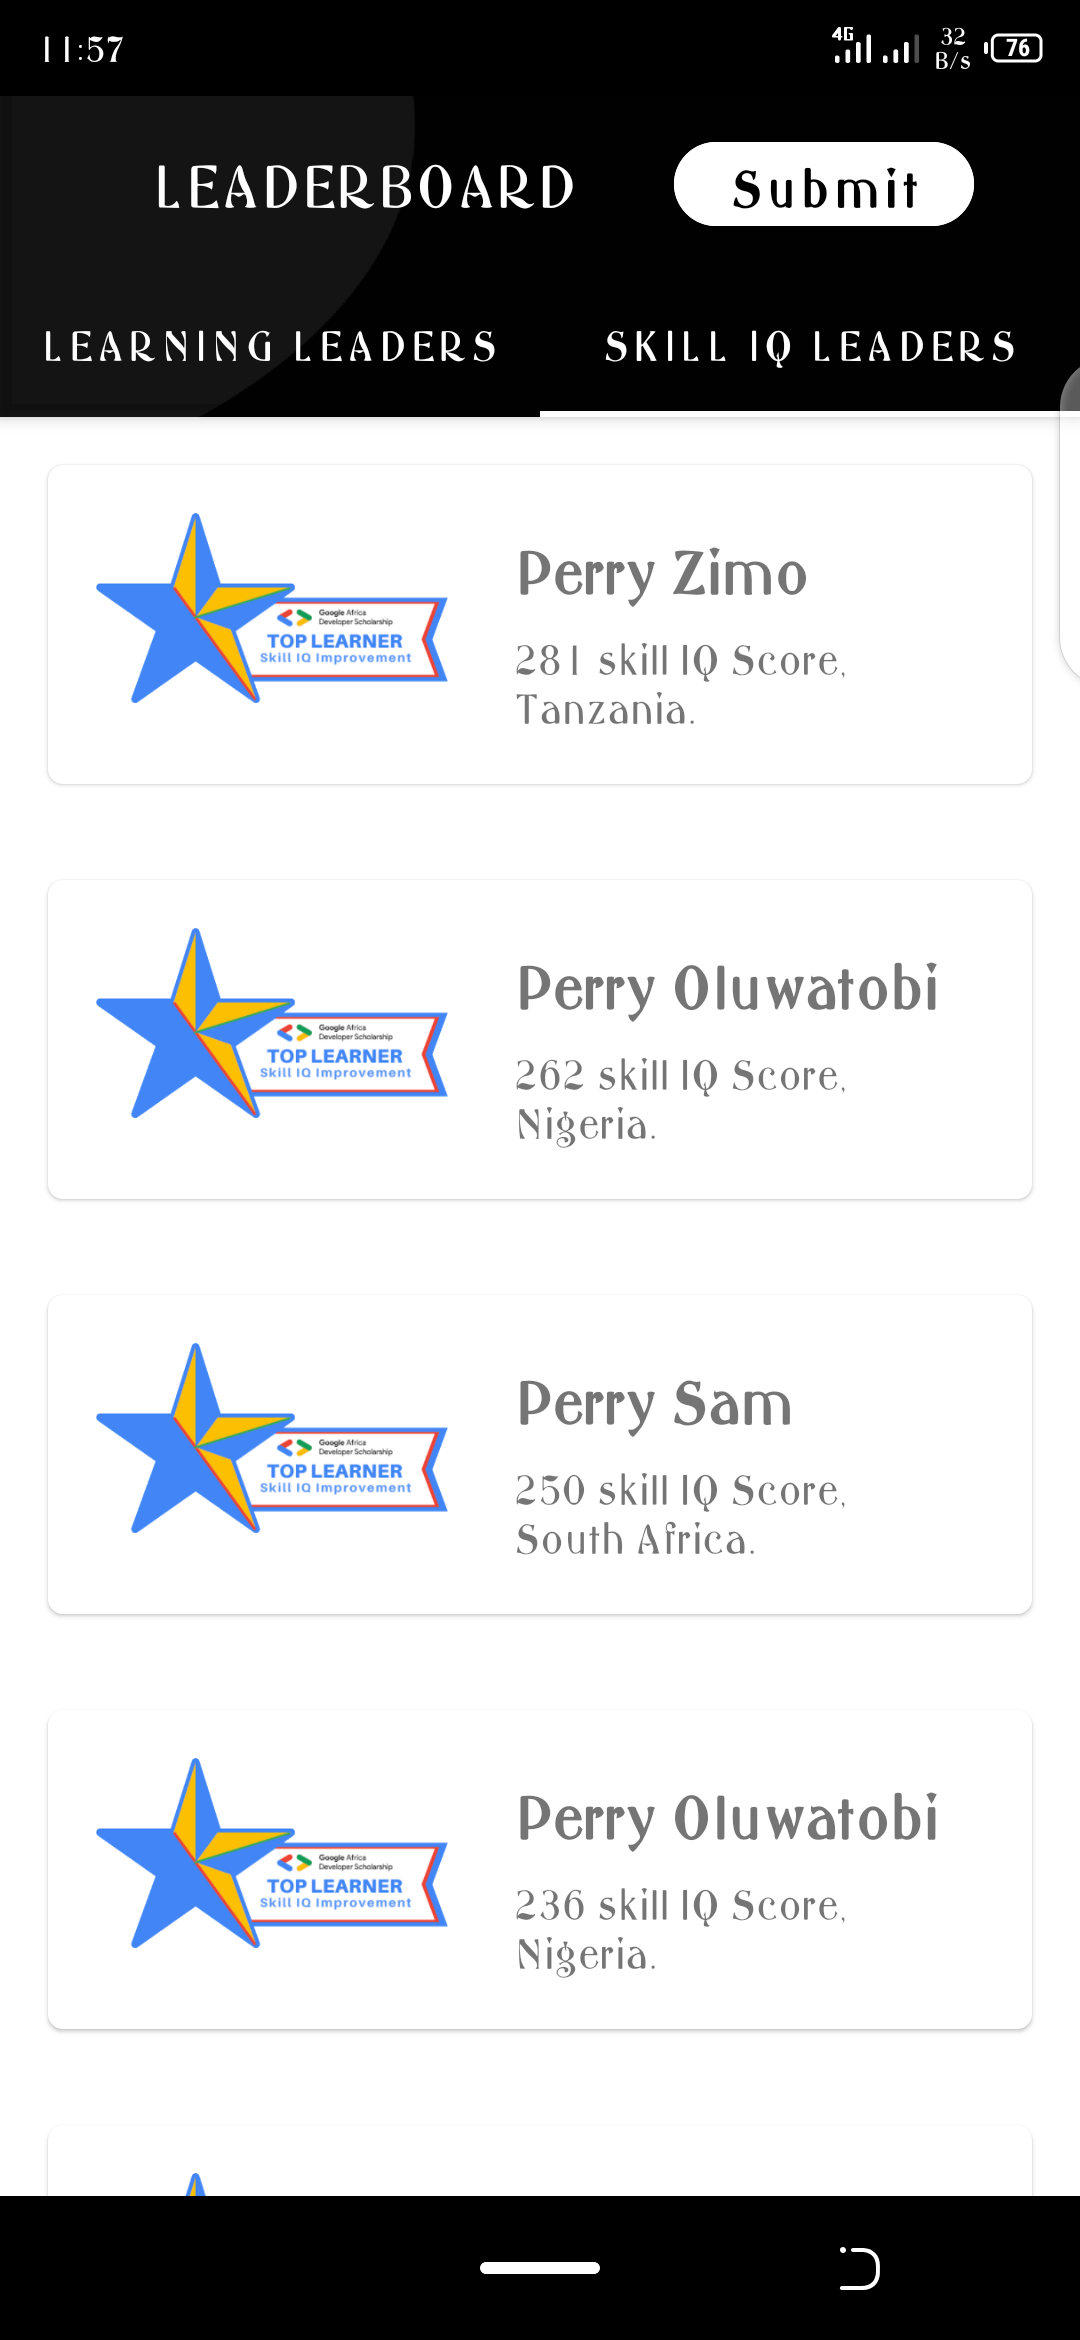 11:57
4G
32
B/s
76
LEADERBOARD
Submit
LEARNING LEADERS
SKILL IQ LEADERS
Google Africa
Developer Scholarship
TOP LEARNER
Skill IQ Improvement
Perry Zimo
281 skill IQ Score,
Tanzania.
Google Africa
Developer Scholarship
TOP LEARNER
Skill IQ Improvement
Perry Oluwatobi
262 skill IQ Score,
Nigeria.
Google Africa
Developer Scholarship
TOP LEARNER
Skill IQ Improvement
Perry Sam
250 skill IQ Score,
South Africa.
Google Africa
Developer Scholarship
TOP LEARNER
Skill IQ Improvement
Perry Oluwatobi
236 skill IQ Score,
Nigeria.